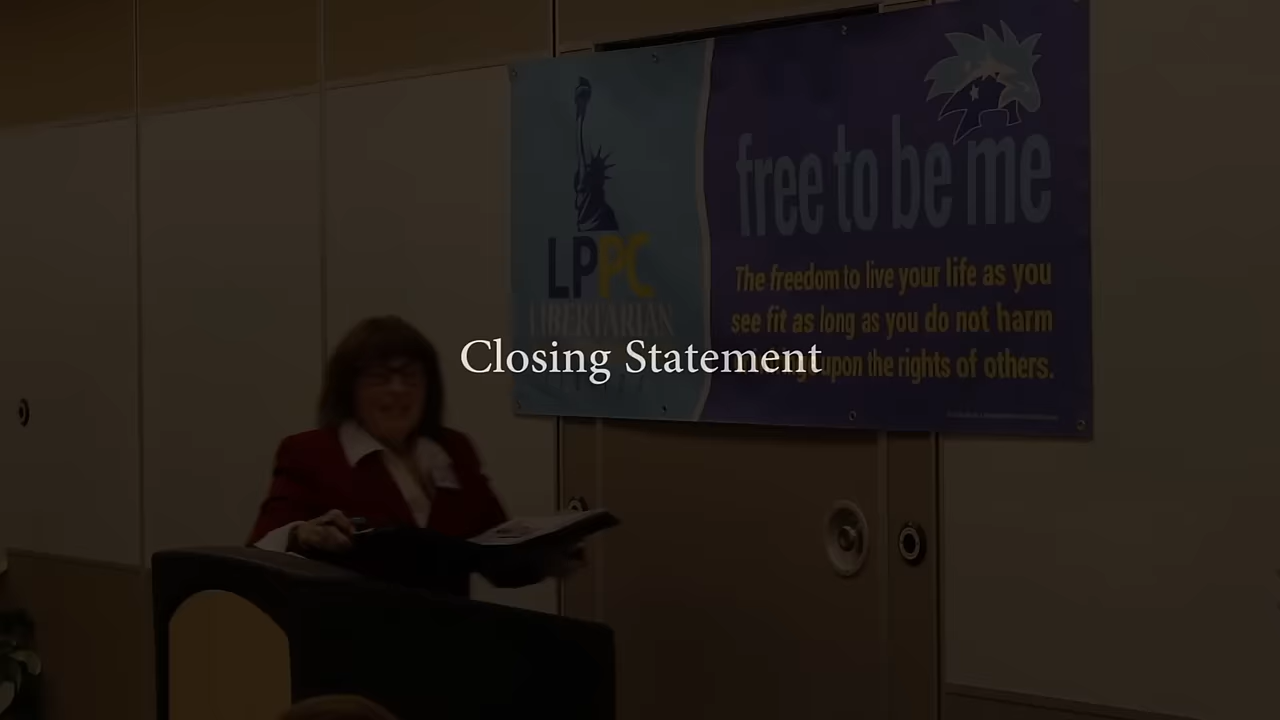 LPPC
LIBERTARIAN
free to be me
The freedom to live your life as you
see fit as long as you do not harm
upon the rights of others.
Closing Statement